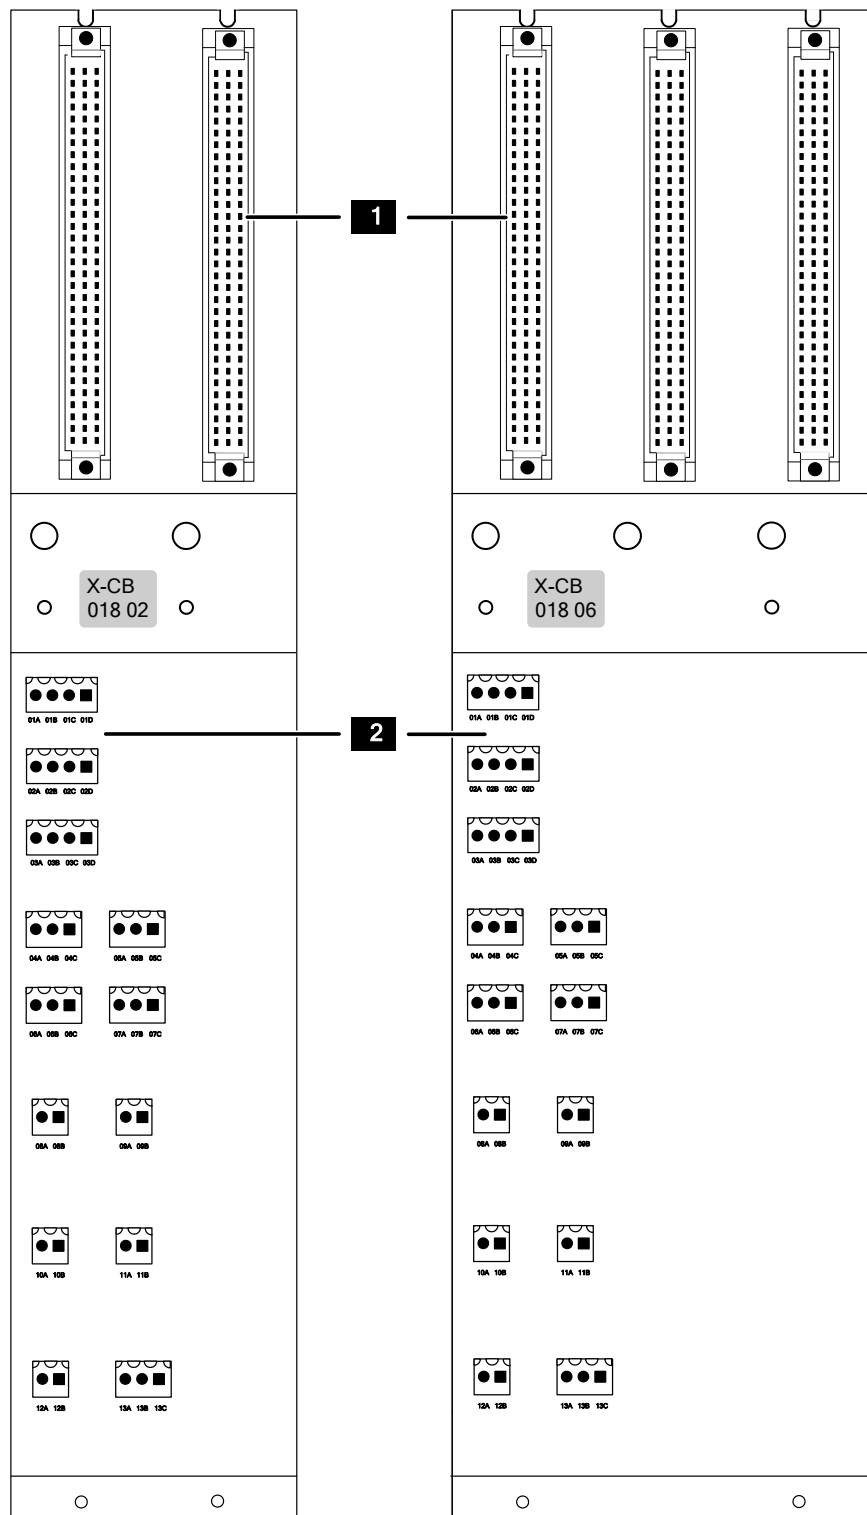 1
X-CB
018 02
X-CB
018 06
2
01A 01B 01C 01D
01A 01B 01C 01D
02A 02B 02C 02D
02A 02B 02C 02D
03A 03B 03C 03D
03A 03B 03C 03D
04A 04B 04C 05A 05B 05C
04A 04B 04C 05A 05B 05C
06A 06B 06C 07A 07B 07C
06A 06B 06C 07A 07B 07C
08A 08B 09A 09B
08A 08B 09A 09B
10A 10B 11A 11B
10A 10B 11A 11B
12A 12B 13A 13B 13C
12A 12B 13A 13B 13C